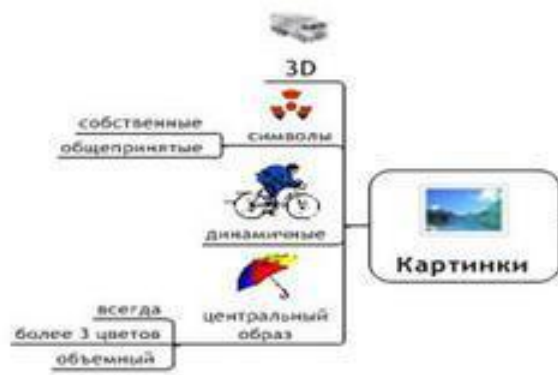 3D
символы
собственные
общепринятые
динамичные
центральный
образ
всегда
более 3 цветов
объемный
Картинки